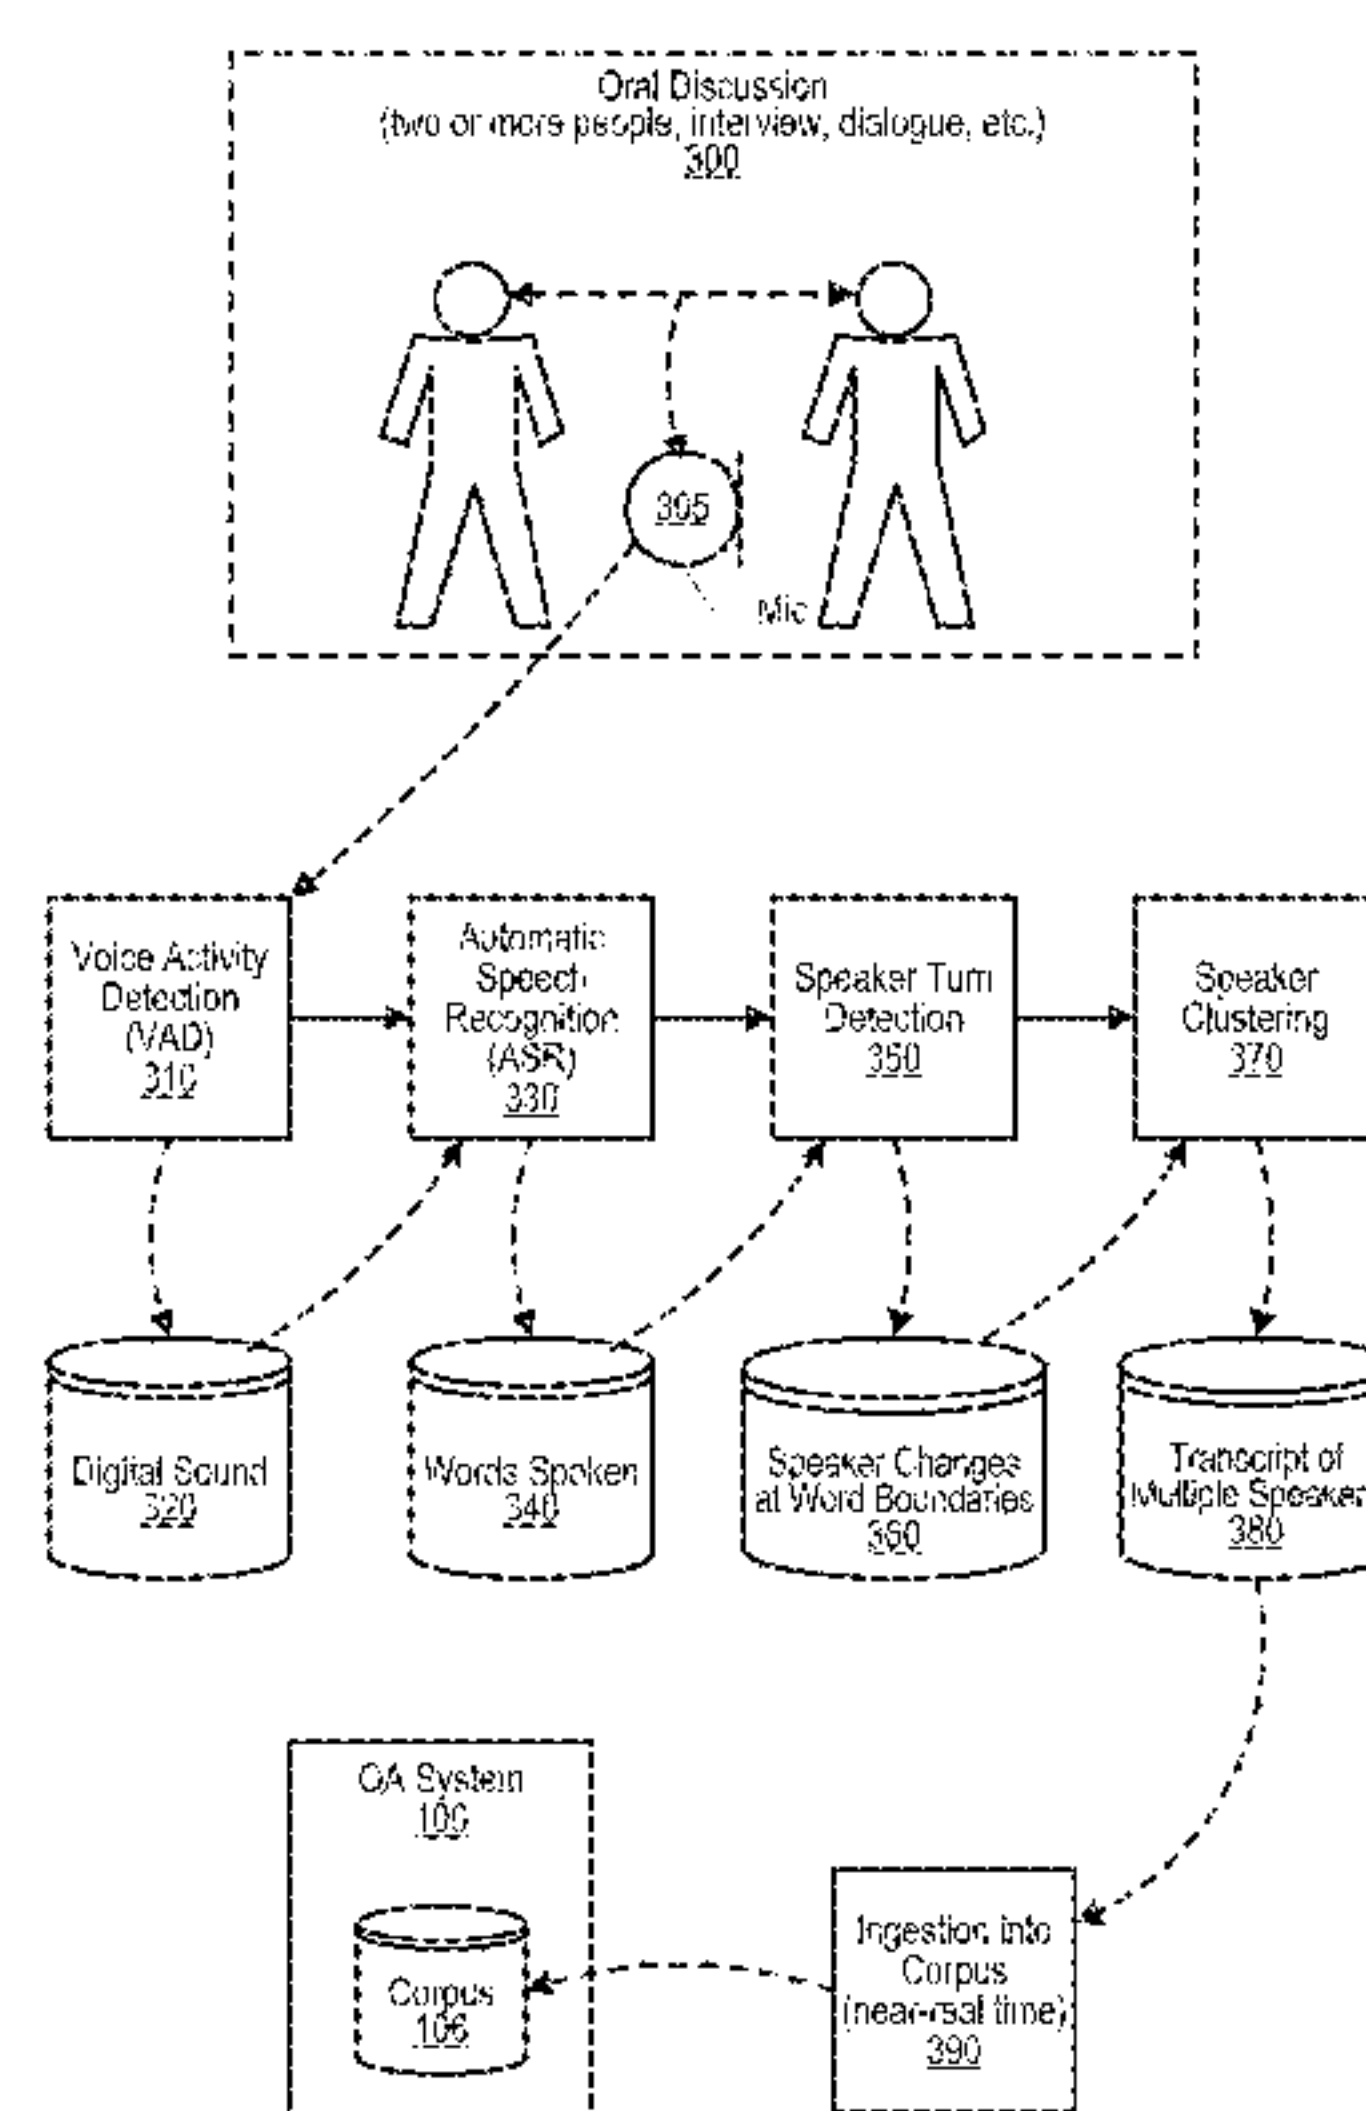 Oral Discussion
(two or more people, interview, dialogue, etc.)
300
305
Mic
Voice Activity
Detection
(VAD)
310
Automatic
Speech
Recognition
(ASR)
330
Speaker Turn
Detection
350
Speaker
Clustering
370
Digital Sound
320
Words Spoken
340
Speaker Changes
at Word Boundaries
360
Transcript of
Multiple Speaker
380
QA System
100
Corpus
106
Ingestion into
Corpus
(near-real time)
390